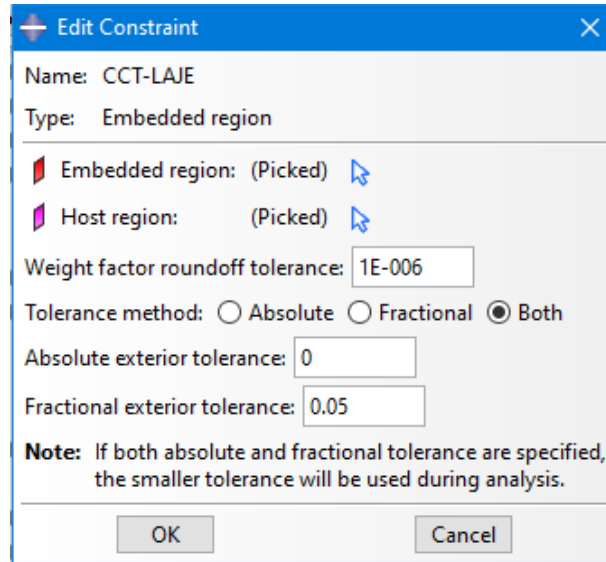 Edit Constraint
Name: CCT-LAJE
Type: Embedded region
Embedded region: (Picked)
Host region: (Picked)
Weight factor roundoff tolerance: 1E-006
Tolerance method: Absolute Fractional Both
Absolute exterior tolerance: 0
Fractional exterior tolerance: 0.05
Note: If both absolute and fractional tolerance are specified,
the smaller tolerance will be used during analysis.
OK Cancel